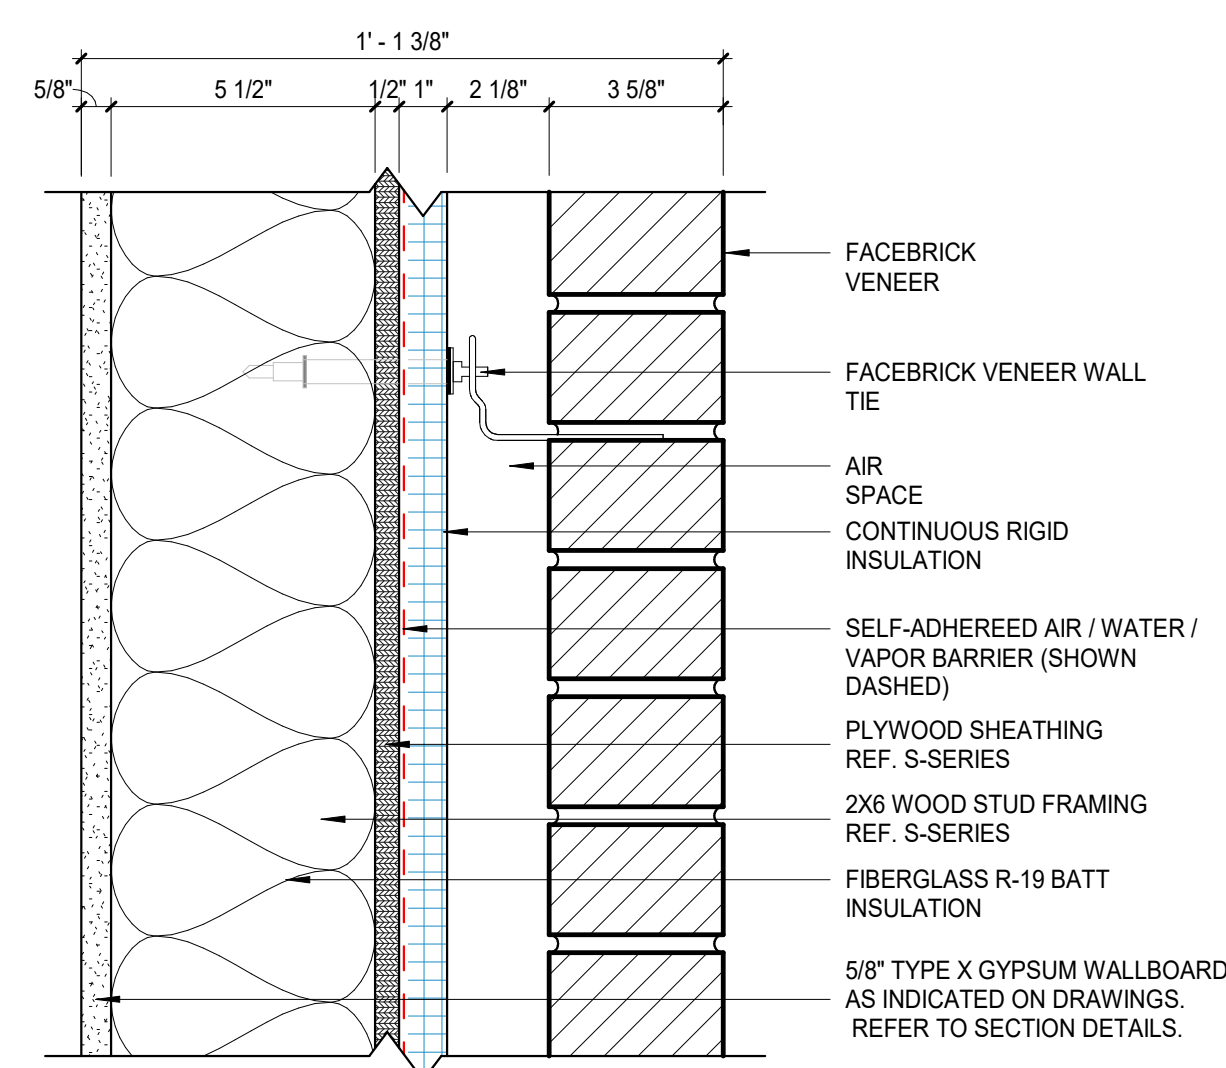 1' - 1 3/8"
5/8" 5 1/2" 1/2" 1" 2 1/8" 3 5/8"
FACEBRICK
VENEER
FACEBRICK VENEER WALL
TIE
AIR
SPACE
CONTINUOUS RIGID
INSULATION
SELF-ADHEREED AIR / WATER /
VAPOR BARRIER (SHOWN
DASHED)
PLYWOOD SHEATHING
REF. S-SERIES
2X6 WOOD STUD FRAMING
REF. S-SERIES
FIBERGLASS R-19 BATT
INSULATION
5/8" TYPE X GYPSUM WALLBOARD
AS INDICATED ON DRAWINGS.
REFER TO SECTION DETAILS.